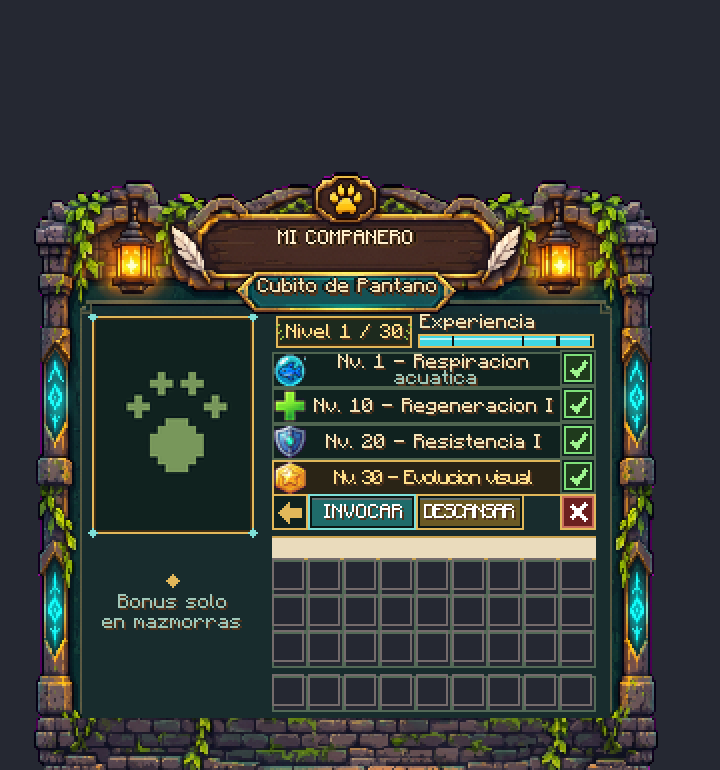 MI COMPANERO
Cubito de Pantano
Nivel 1 / 30
Experiencia
Nv. 1 - Respiracion
acuatica
Nv. 10 - Regeneracion I
Nv. 20 - Resistencia I
Nv. 30 - Evolucion visual
INVOCAR
DESCANSAR
Bonus solo
en mazmorras